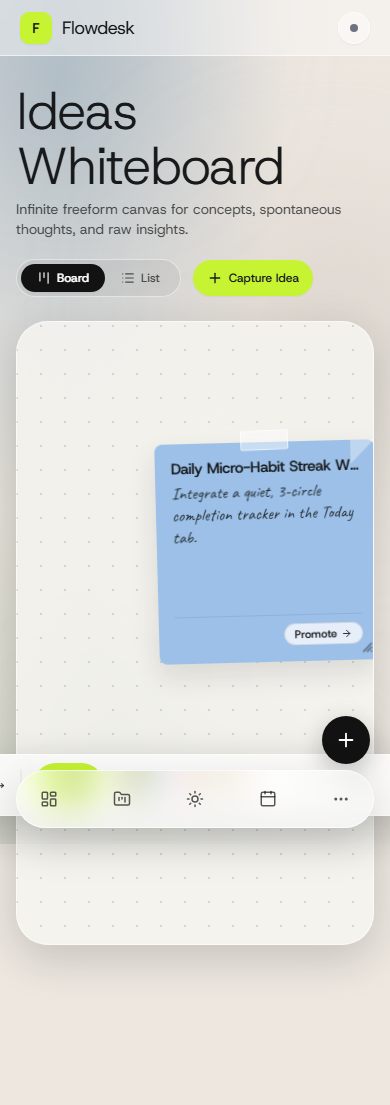 F Flowdesk
Ideas
Whiteboard
Infinite freeform canvas for concepts, spontaneous
thoughts, and raw insights.
Board List Capture Idea
Daily Micro-Habit Streak W...
Integrate a quiet, 3-circle
completion tracker in the Today
tab.
Promote →